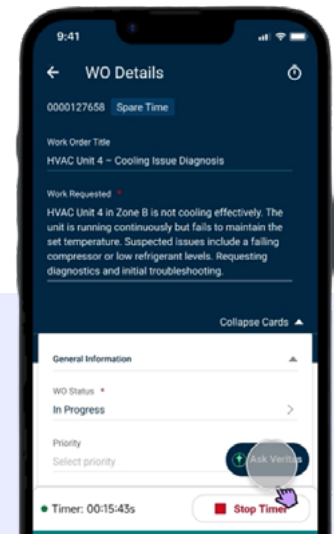 9:41
WO Details
0000127658 Spare Time
Work Order Title
HVAC Unit 4 – Cooling Issue Diagnosis
Work Requested *
HVAC Unit 4 in Zone B is not cooling effectively. The
unit is running continuously but fails to maintain the
set temperature. Suspected issues include a failing
compressor or low refrigerant levels. Requesting
diagnostics and initial troubleshooting.
Collapse Cards
General Information
WO Status *
In Progress
Priority
Select priority
Ask Veritas
Timer: 00:15:43s
Stop Timer